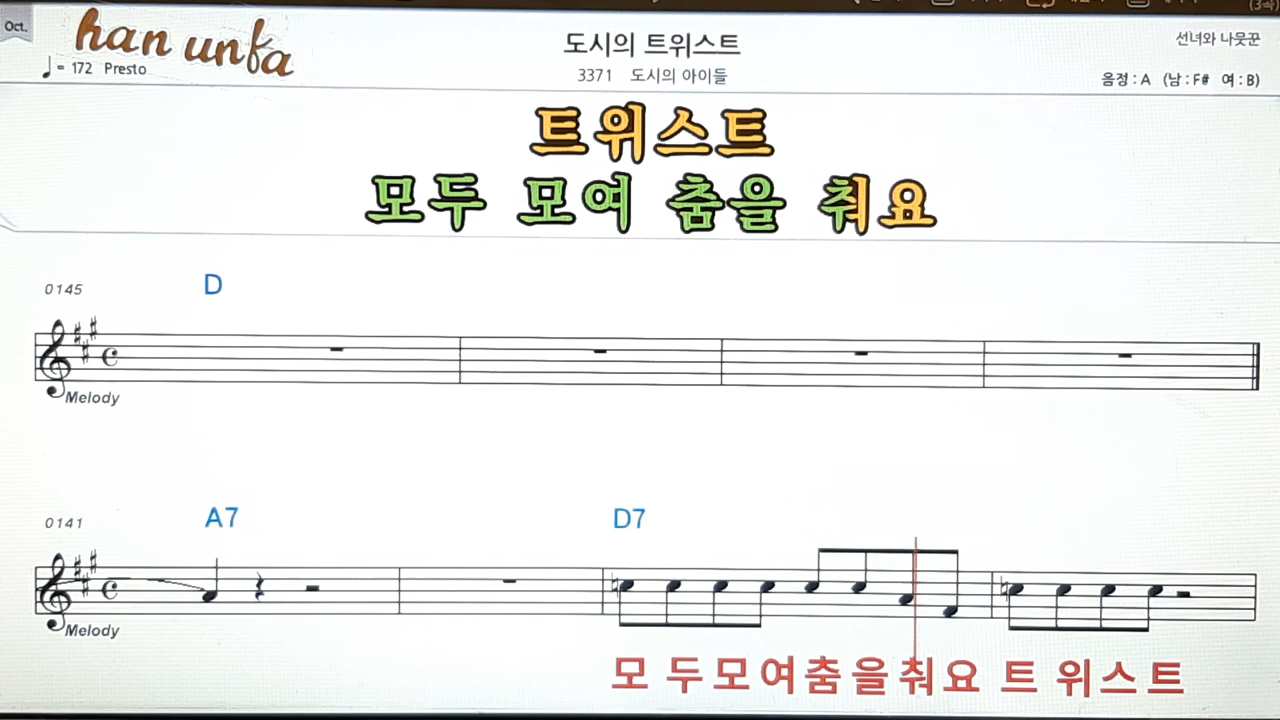 (3곡)
Oct.
han unfa
도시의 트위스트
선녀와 나뭇꾼
♩= 172 Presto
3371 도시의 아이들
음정 : A (남 : F# 여 : B)
트위스트
모두 모여 춤을 춰요
0145
D
Melody
0141
A7 D7
Melody
모 두모여춤을춰요 트 위스트